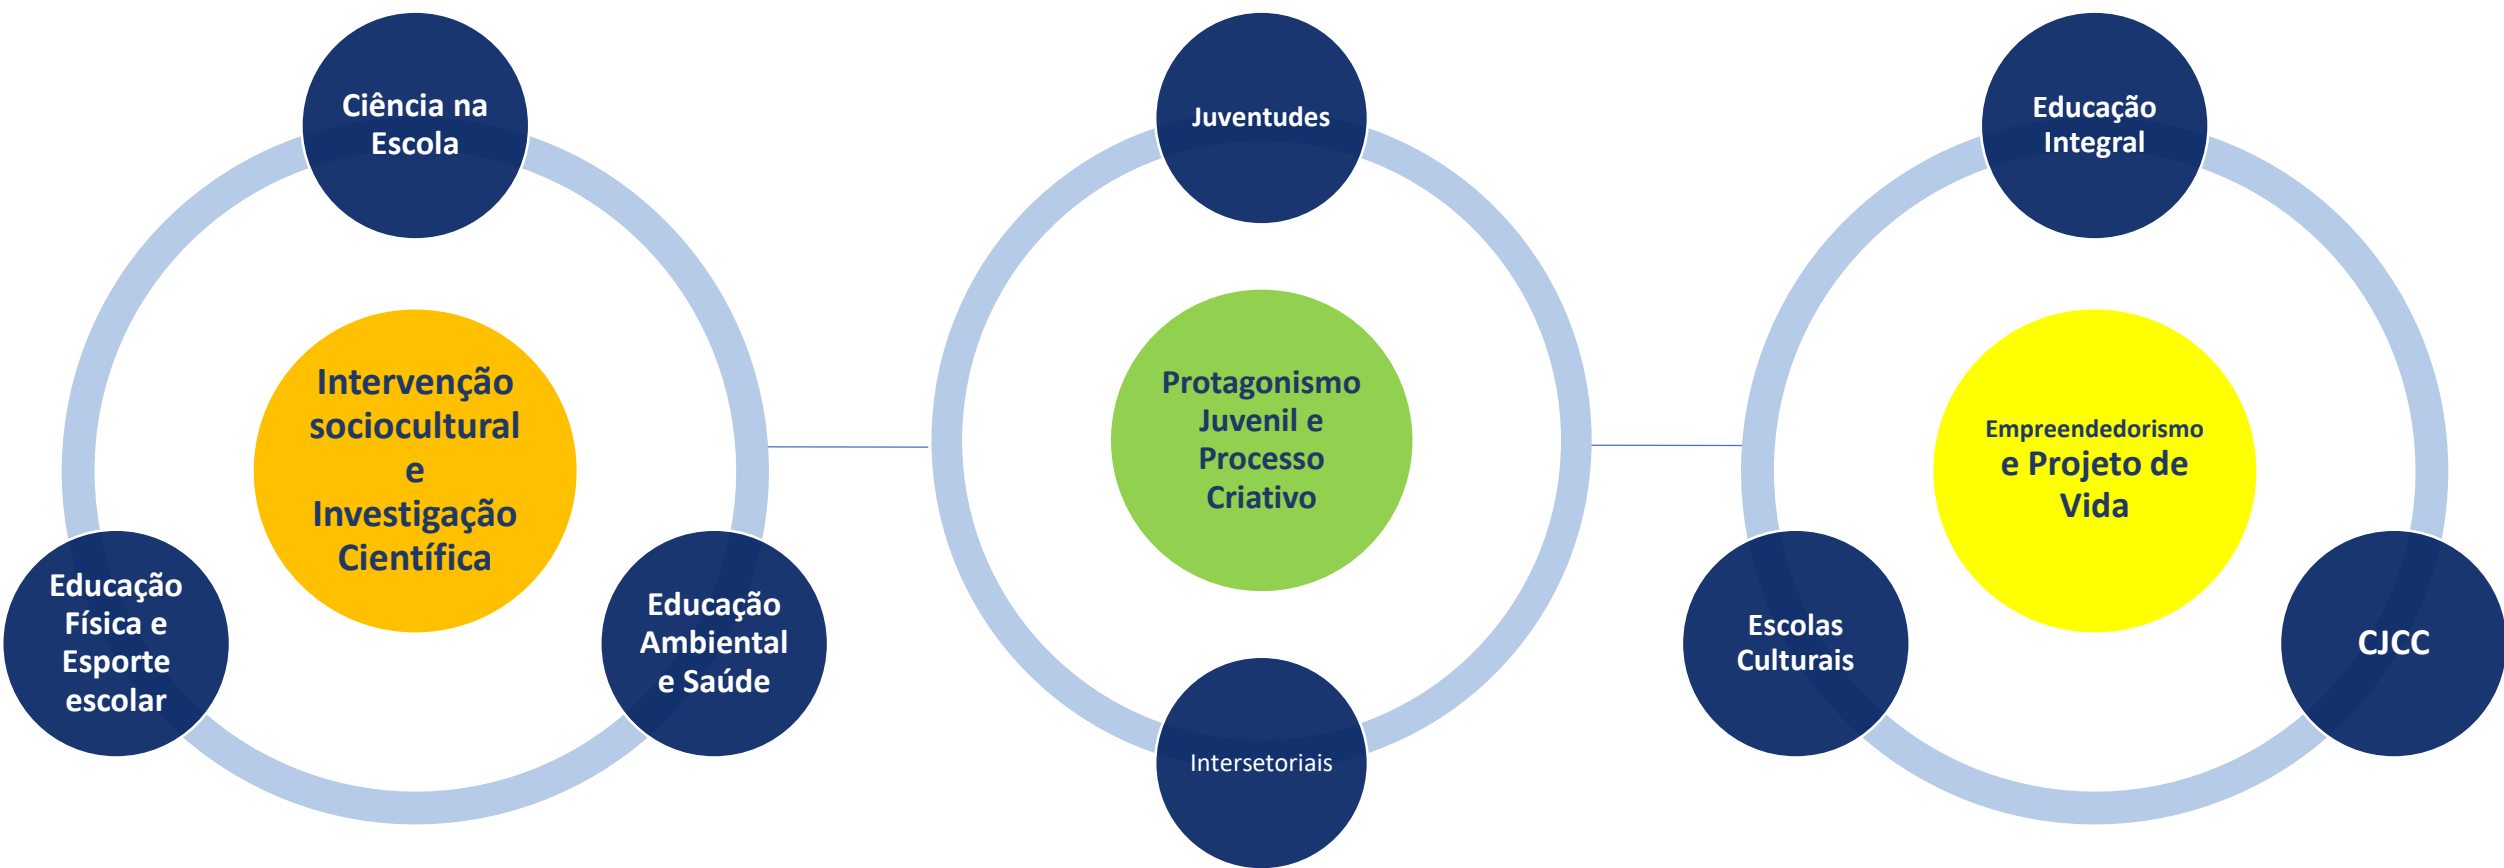 Ciência na
Escola
Intervenção
sociocultural
e
Investigação
Científica
Educação
Física e
Esporte
escolar
Educação
Ambiental
e Saúde
Juventudes
Protagonismo
Juvenil e
Processo
Criativo
Intersetoriais
Educação
Integral
Empreendedorismo
e Projeto de
Vida
Escolas
Culturais
CJCC